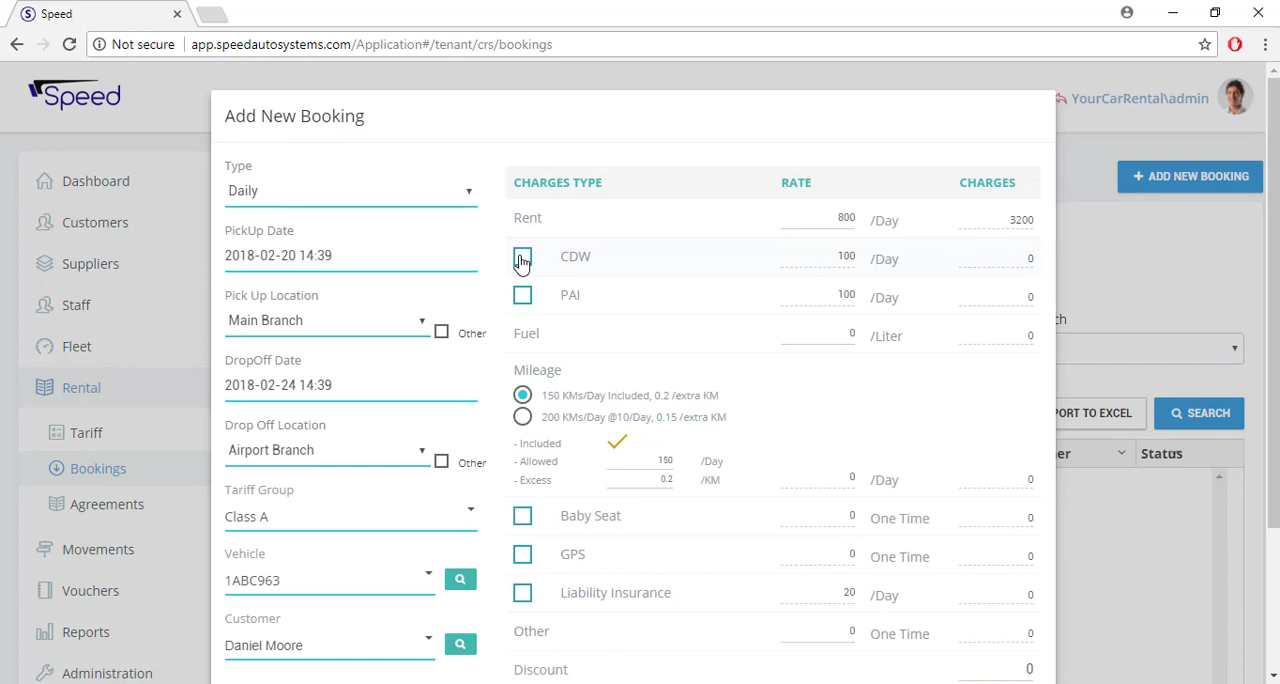 Speed
Not secure app.speedautosystems.com/Application#/tenant/crs/bookings
Speed
YourCarRental\admin
Dashboard
Customers
Suppliers
Staff
Fleet
Rental
Tariff
Bookings
Agreements
Movements
Vouchers
Reports
Administration
Add New Booking
Type
Daily
PickUp Date
2018-02-20 14:39
Pick Up Location
Main Branch Other
DropOff Date
2018-02-24 14:39
Drop Off Location
Airport Branch Other
Tariff Group
Class A
Vehicle
1ABC963
Customer
Daniel Moore
CHARGES TYPE RATE CHARGES
Rent 800 /Day 3200
CDW 100 /Day 0
PAI 100 /Day 0
Fuel 0 /Liter 0
Mileage
150 KMs/Day Included, 0.2 /extra KM
200 KMs/Day @10/Day, 0.15 /extra KM
- Included
- Allowed 150 /Day
- Excess 0.2 /KM 0 /Day 0
Baby Seat 0 One Time 0
GPS 0 One Time 0
Liability Insurance 20 /Day 0
Other 0 One Time 0
Discount 0
+ ADD NEW BOOKING
ch
PORT TO EXCEL SEARCH
er Status